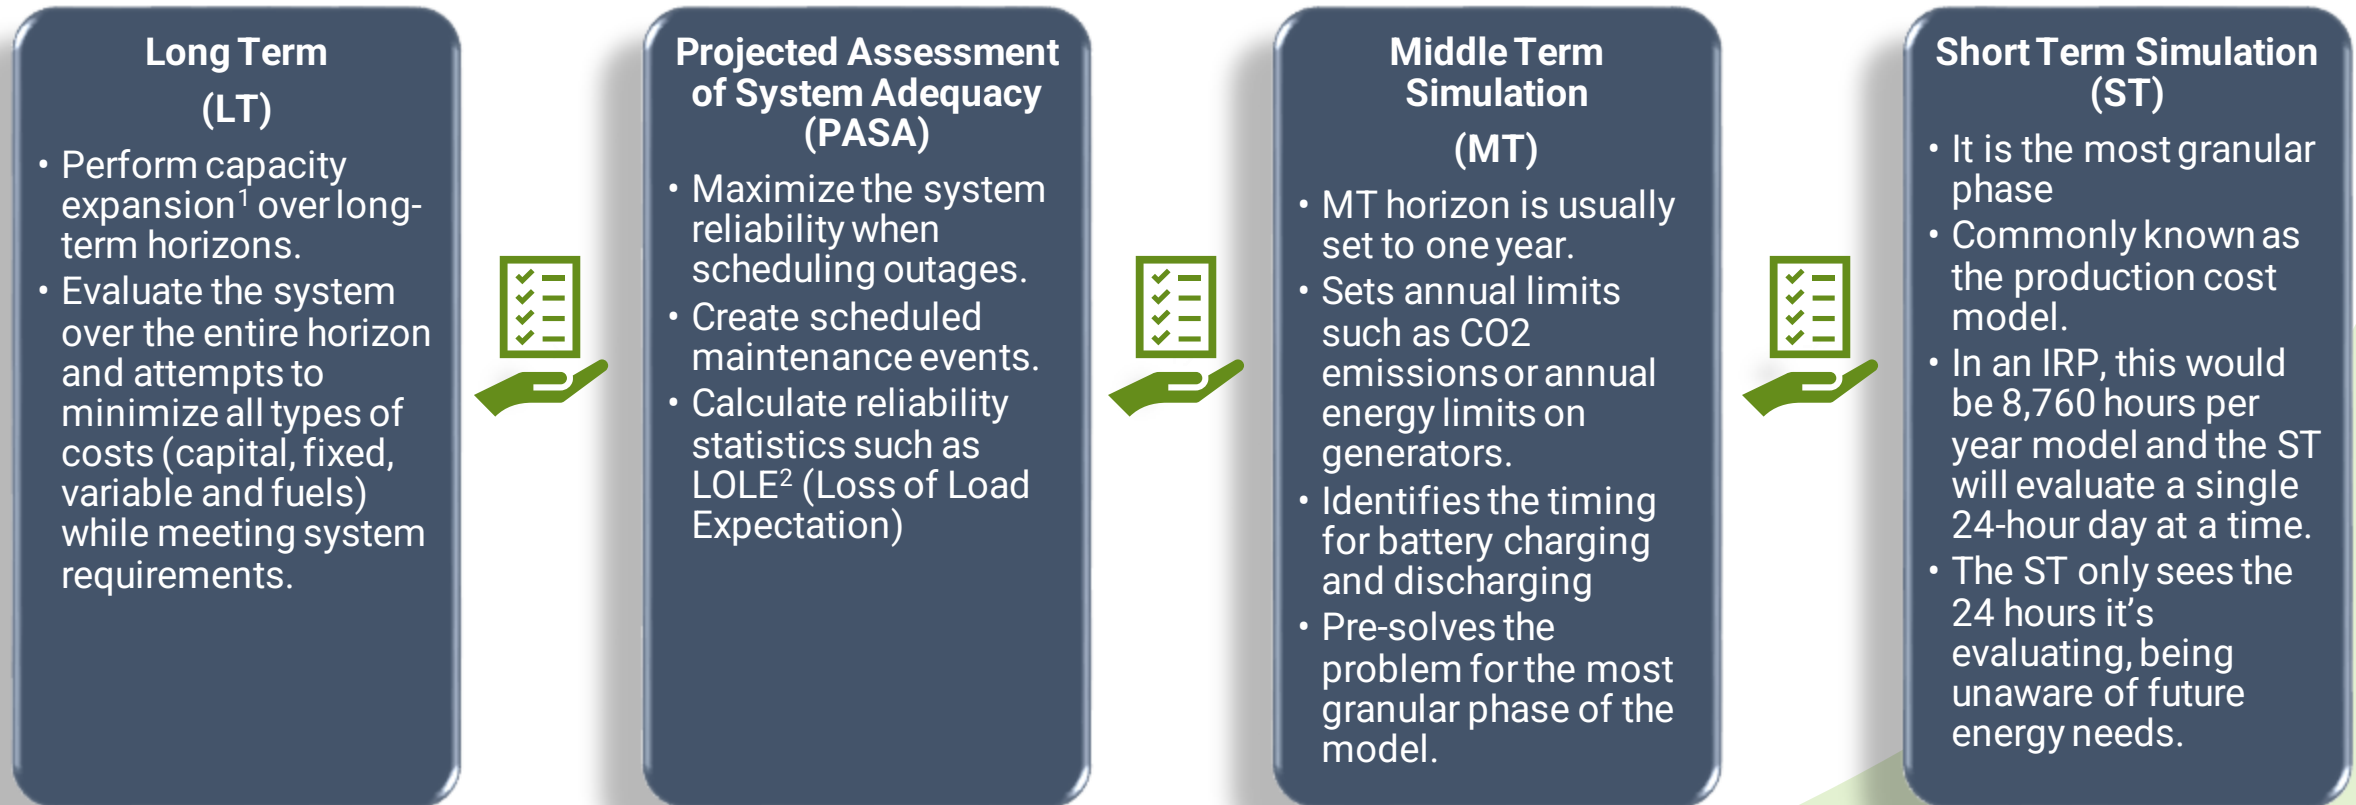 Long Term
(LT)
• Perform capacity
expansion¹ over long-
term horizons.
• Evaluate the system
over the entire horizon
and attempts to
minimize all types of
costs (capital, fixed,
variable and fuels)
while meeting system
requirements.
Projected Assessment
of System Adequacy
(PASA)
• Maximize the system
reliability when
scheduling outages.
• Create scheduled
maintenance events.
• Calculate reliability
statistics such as
LOLE² (Loss of Load
Expectation)
Middle Term
Simulation
(MT)
• MT horizon is usually
set to one year.
• Sets annual limits
such as CO2
emissions or annual
energy limits on
generators.
• Identifies the timing
for battery charging
and discharging
• Pre-solves the
problem for the most
granular phase of the
model.
Short Term Simulation
(ST)
• It is the most granular
phase
• Commonly known as
the production cost
model.
• In an IRP, this would
be 8,760 hours per
year model and the ST
will evaluate a single
24-hour day at a time.
• The ST only sees the
24 hours it's
evaluating, being
unaware of future
energy needs.